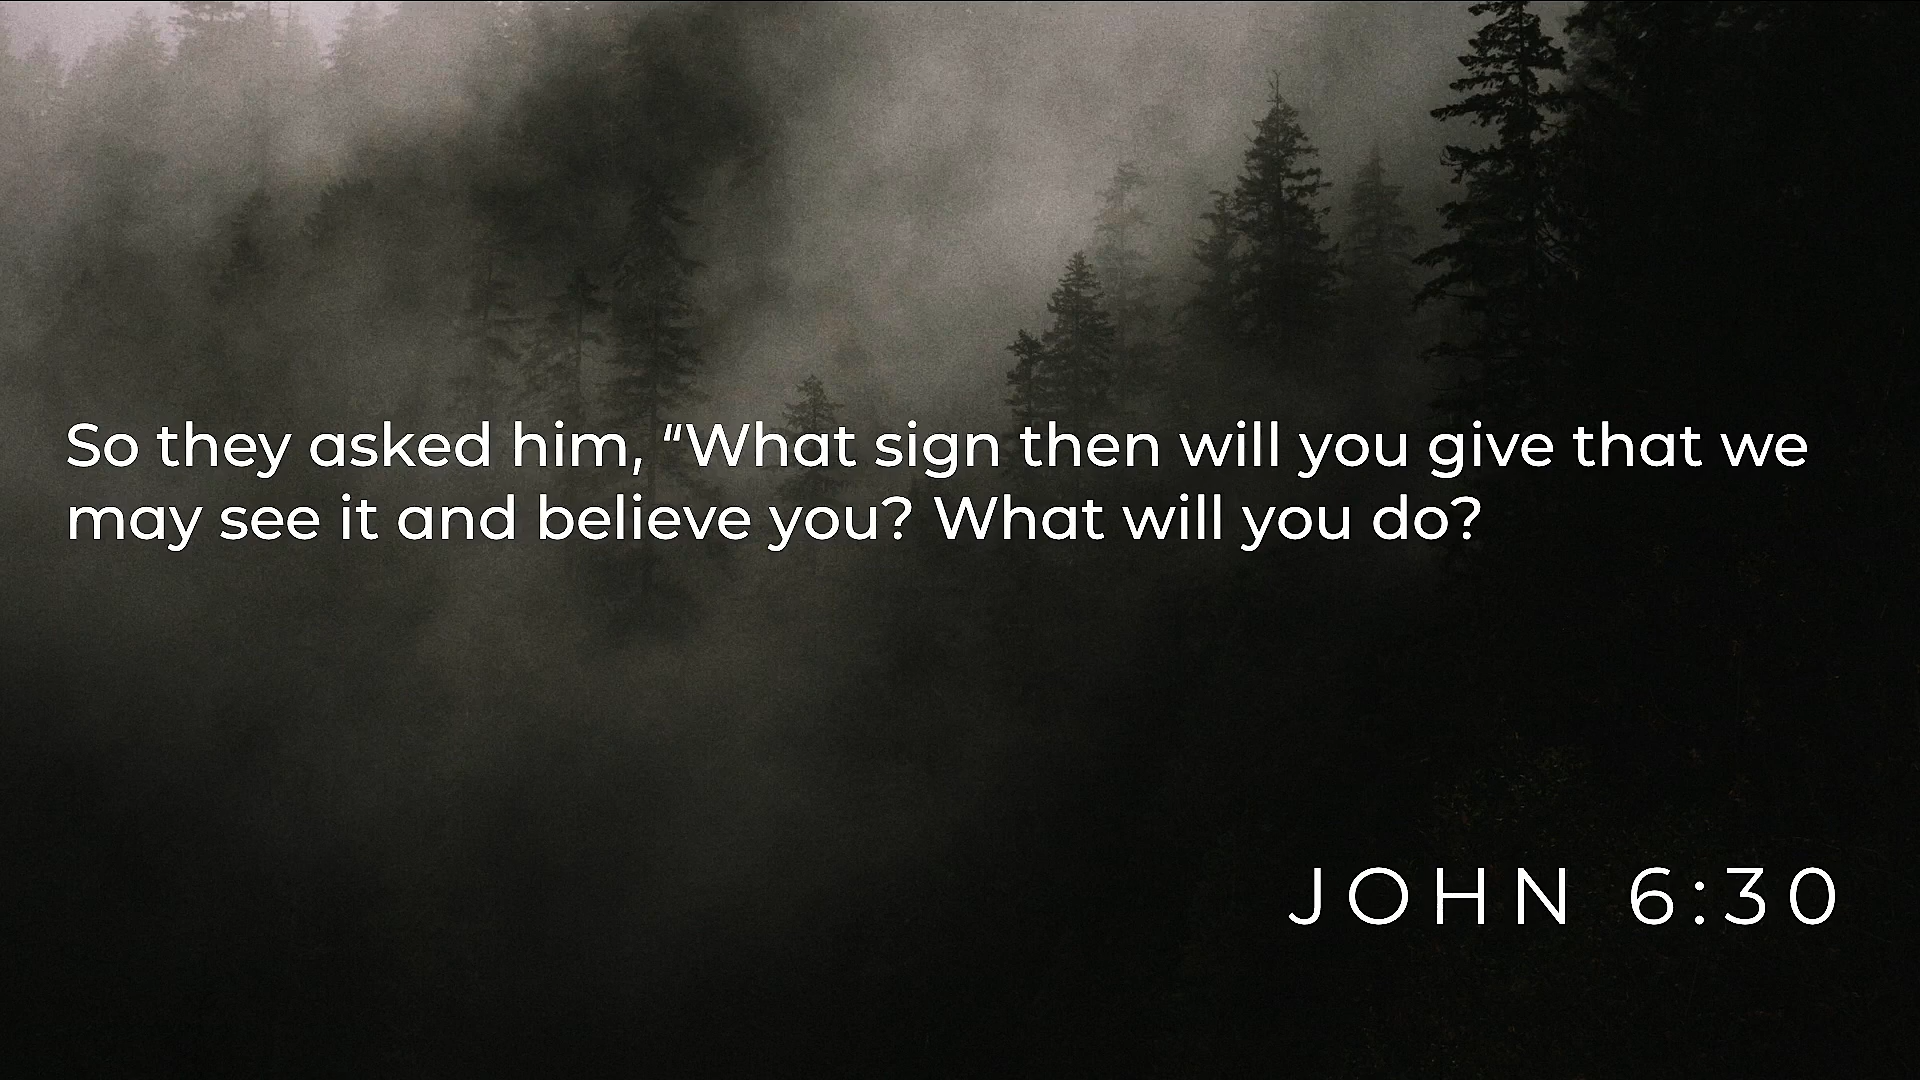 So they asked him, “What sign then will you give that we
may see it and believe you? What will you do?
JOHN 6:30